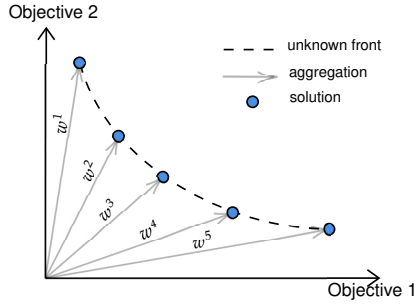 Objective 2
unknown front
aggregation
solution
w1
w2
w3
w4
w5
Objective 1